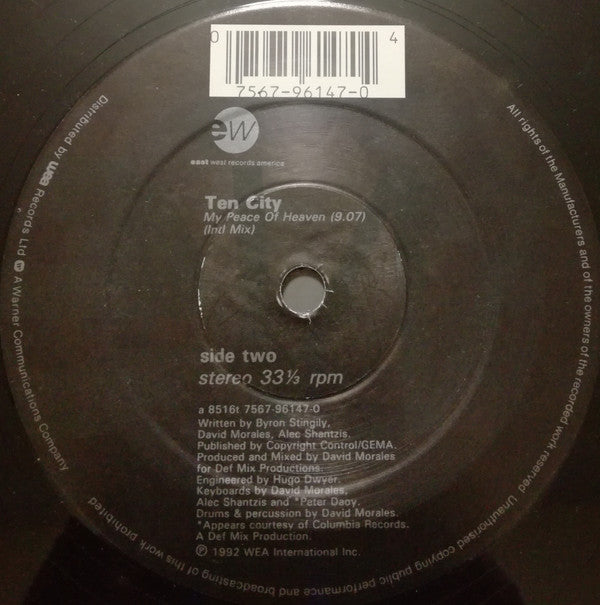 0 4
7567-96147-0
ew
east west records america
Ten City
My Peace Of Heaven (9.07)
(Intl Mix)
side two
stereo 33⅓ rpm
a 8516t 7567-96147-0
Written by Byron Stingily,
David Morales, Alec Shantzis.
Published by Copyright Control/GEMA.
Produced and Mixed by David Morales
for Def Mix Productions.
Engineered by Hugo Dwyer.
Keyboards by David Morales,
Alec Shantzis and *Peter Daoy.
Drums & percussion by David Morales.
*Appears courtesy of Columbia Records.
A Def Mix Production.
℗ 1992 WEA International Inc.
Distributed by wea Records Ltd. A Warner Communications Company
All rights of the Manufacturers and of the owners of the recorded work reserved Unauthorised copying public performance and broadcasting of this work prohibited